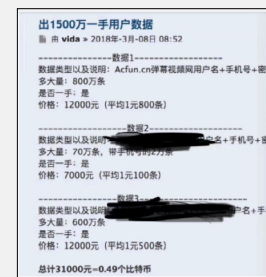 出1500万一手用户数据
由 vida » 2018年-3月-08日 08:52
---------------数据1---------------
数据类型以及说明：Acfun.cn弹幕视频网用户名+手机号+密
多大量：800万条
是否一手：是
价格：12000元（平均1元800条）
---------------数据2---------------
数据类型以及说明 名+手机号+密
多大量：70万条，带手机号的2万条
是否一手：是
价格：7000元（平均1元100条）
---------------数据3---------------
数据类型以及说明 户名+手
多大量：600万条
是否一手：是
价格：12000元（平均1元500条）
总计31000元=0.49个比特币